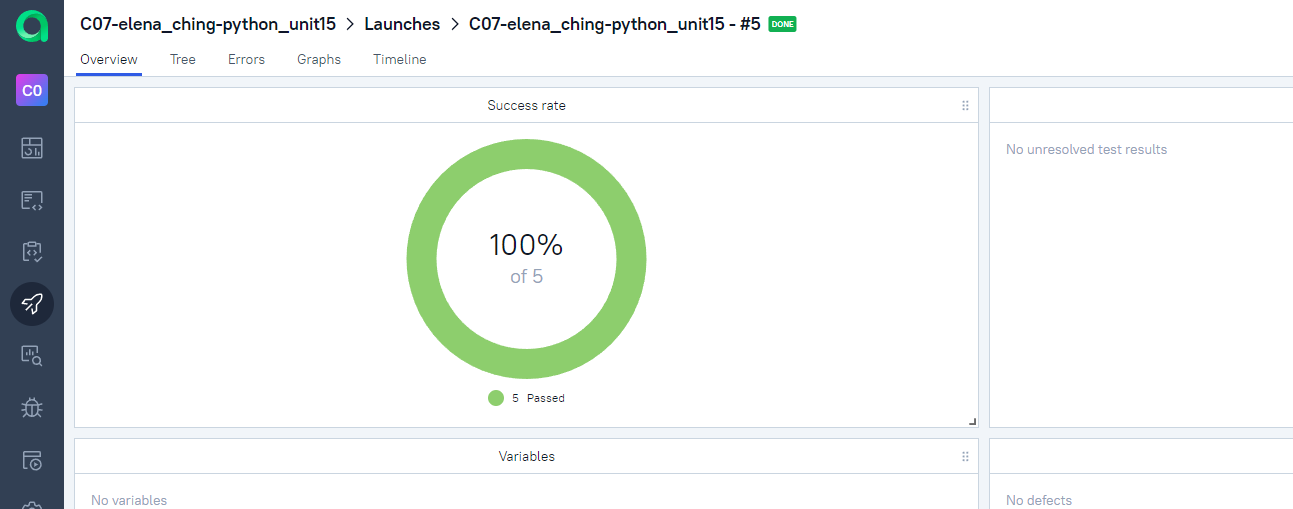 C07-elena_ching-python_unit15 > Launches > C07-elena_ching-python_unit15 - #5 DONE
Overview Tree Errors Graphs Timeline
C0
Success rate
100%
of 5
5 Passed
No unresolved test results
Variables
No variables
No defects